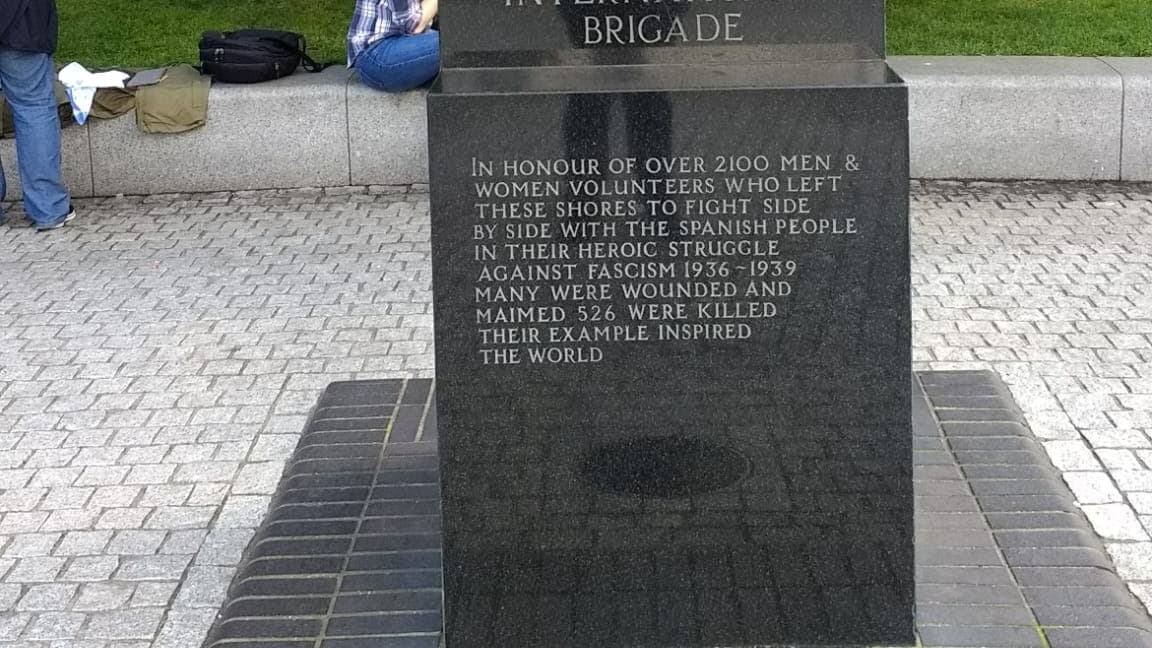 BRIGADE
IN HONOUR OF OVER 2100 MEN &
WOMEN VOLUNTEERS WHO LEFT
THESE SHORES TO FIGHT SIDE
BY SIDE WITH THE SPANISH PEOPLE
IN THEIR HEROIC STRUGGLE
AGAINST FASCISM 1936~1939
MANY WERE WOUNDED AND
MAIMED 526 WERE KILLED
THEIR EXAMPLE INSPIRED
THE WORLD